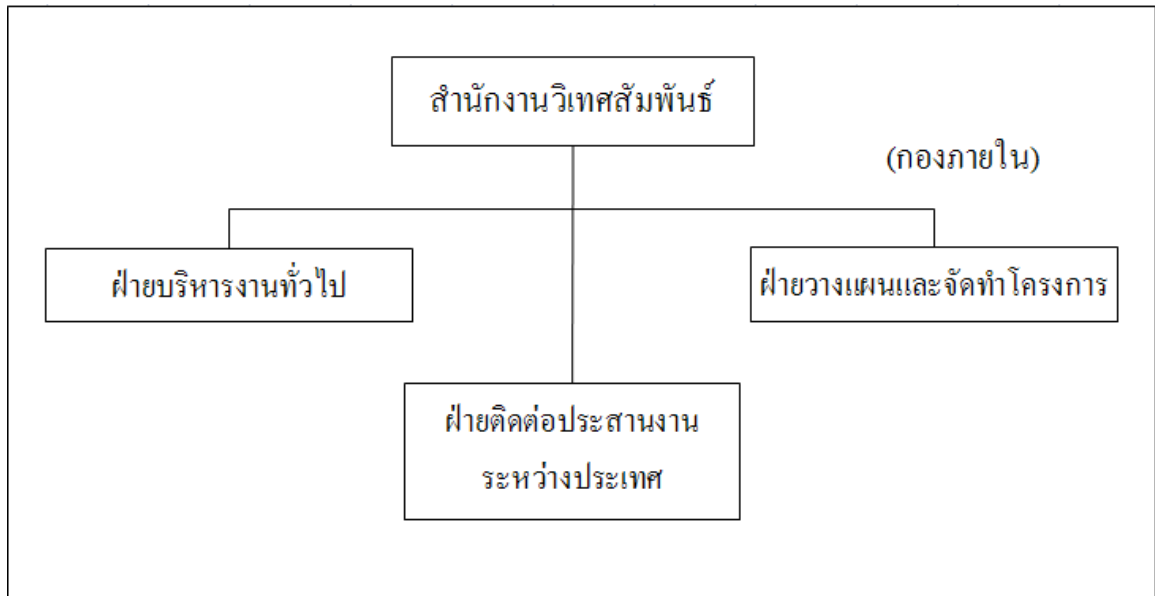 สำนักงานวิเทศสัมพันธ์
(กองภายใน)
ฝ่ายบริหารงานทั่วไป
ฝ่ายวางแผนและจัดทำโครงการ
ฝ่ายติดต่อประสานงาน
ระหว่างประเทศ